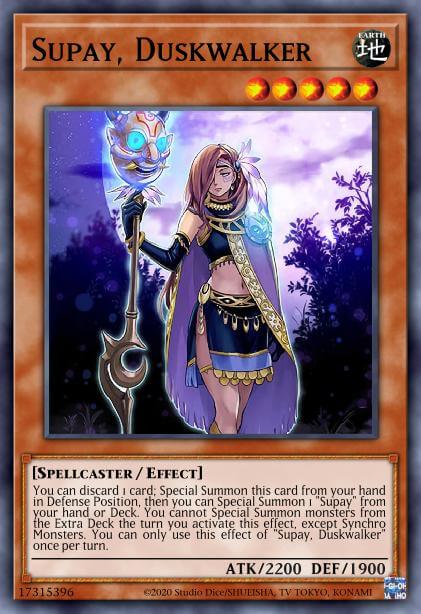 Supay, Duskwalker
EARTH
地
[Spellcaster / Effect]
You can discard 1 card; Special Summon this card from your hand
in Defense Position, then you can Special Summon 1 "Supay" from
your hand or Deck. You cannot Special Summon monsters from
the Extra Deck the turn you activate this effect, except Synchro
Monsters. You can only use this effect of "Supay, Duskwalker"
once per turn.
ATK/2200 DEF/1900
17315396
©2020 Studio Dice/SHUEISHA, TV TOKYO, KONAMI